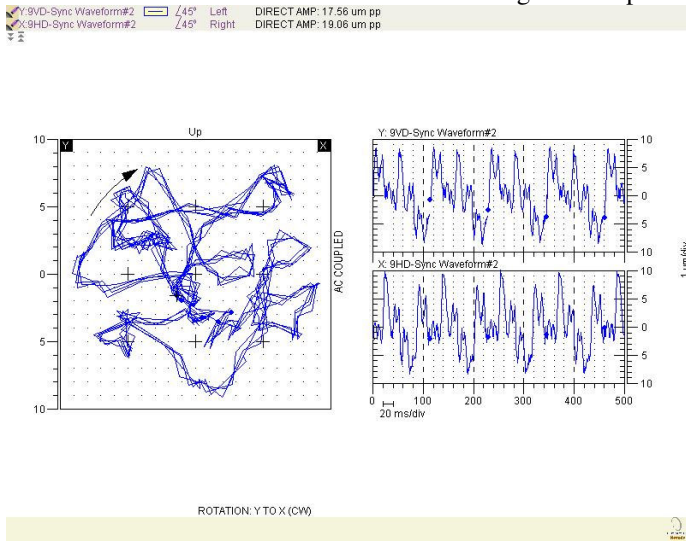 Y:9VD-Sync Waveform#2 ∠45° Left DIRECT AMP: 17.56 um pp
X:9HD-Sync Waveform#2 ∠45° Right DIRECT AMP: 19.06 um pp
Up
Y
X
10
5
0
5
10
AC COUPLED
Y: 9VD-Sync Waveform#2
10
5
0
5
10
X: 9HD-Sync Waveform#2
10
5
0
5
10
1 um/div
0 100 200 300 400 500
20 ms/div
ROTATION: Y TO X (CW)